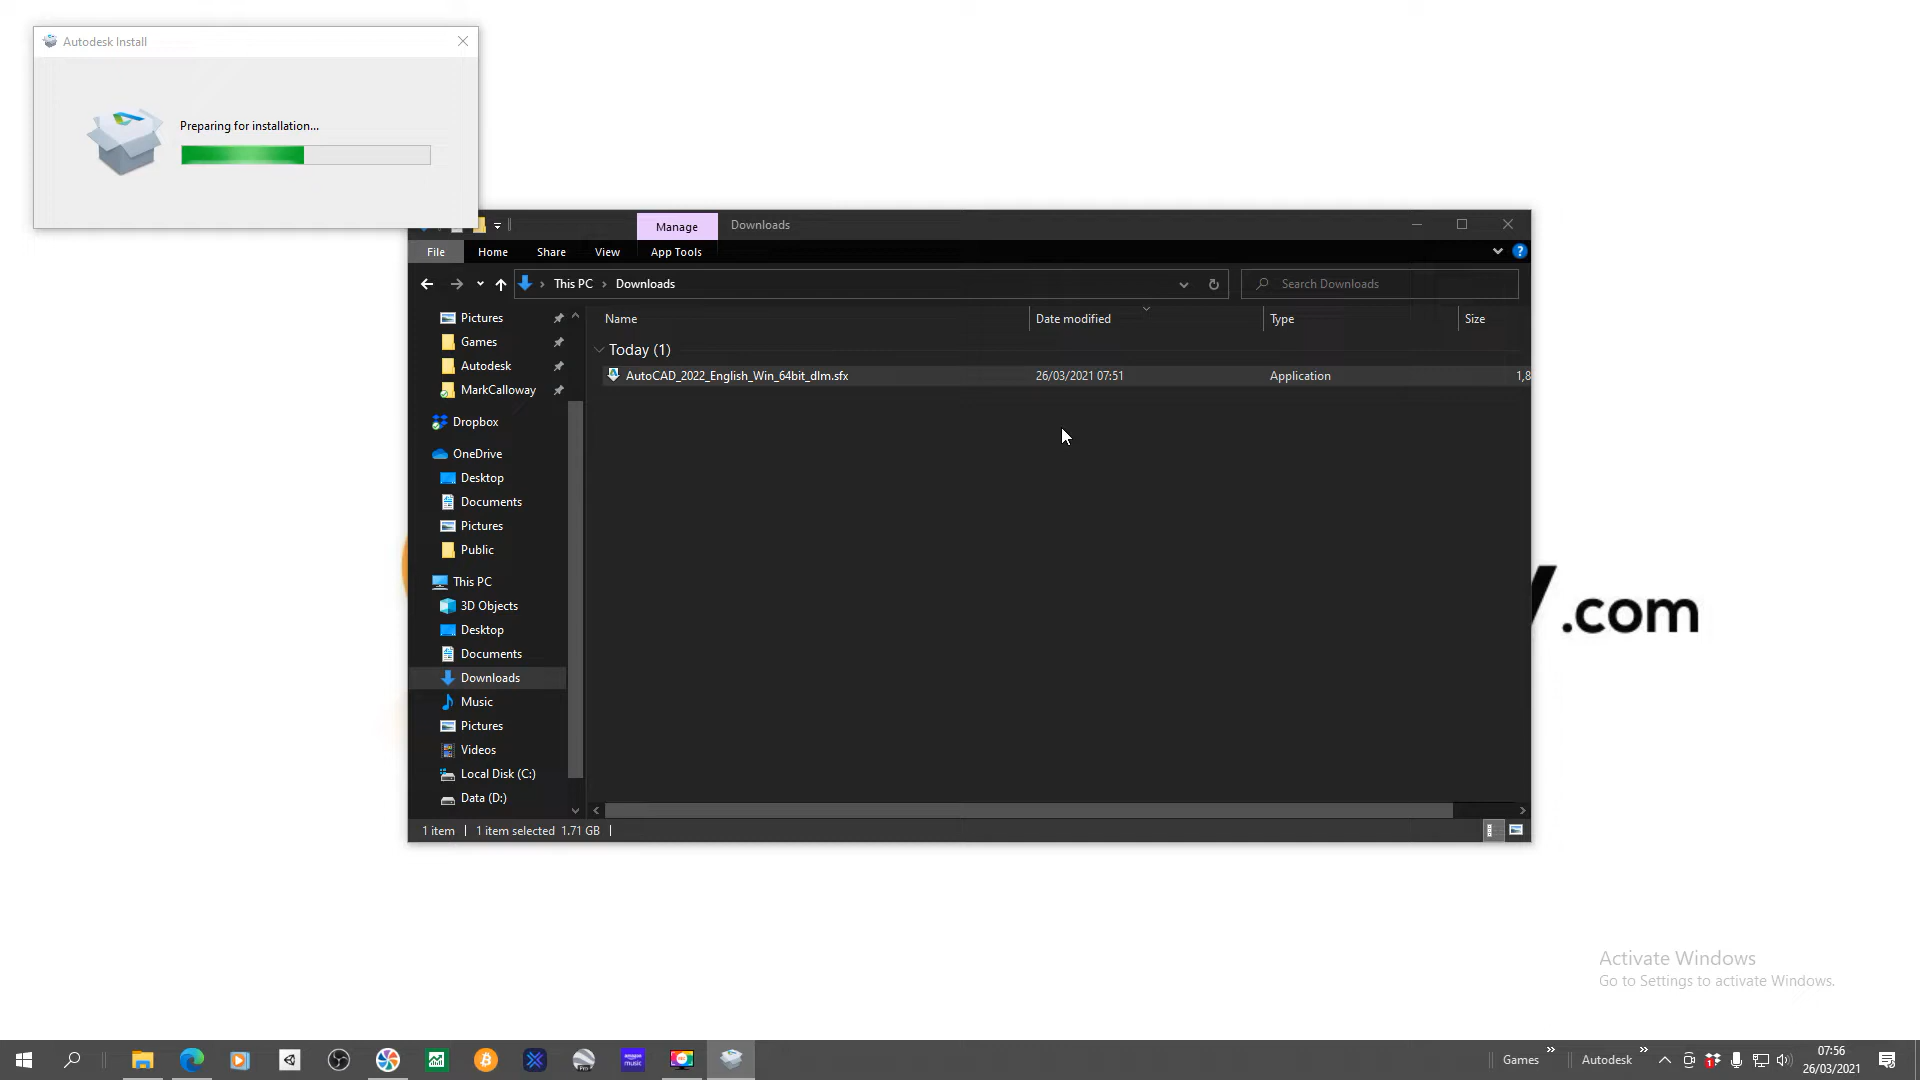 Autodesk Install
Preparing for installation...
Manage
Downloads
File
Home
Share
View
App Tools
This PC
Downloads
Search Downloads
Name
Date modified
Type
Size
Today (1)
AutoCAD_2022_English_Win_64bit_dlm.sfx
26/03/2021 07:51
Application
1,8
Pictures
Games
Autodesk
MarkCalloway
Dropbox
OneDrive
Desktop
Documents
Pictures
Public
This PC
3D Objects
Desktop
Documents
Downloads
Music
Pictures
Videos
Local Disk (C:)
Data (D:)
1 item
1 item selected 1.71 GB
.com
Activate Windows
Go to Settings to activate Windows.
Games
Autodesk
07:56
26/03/2021